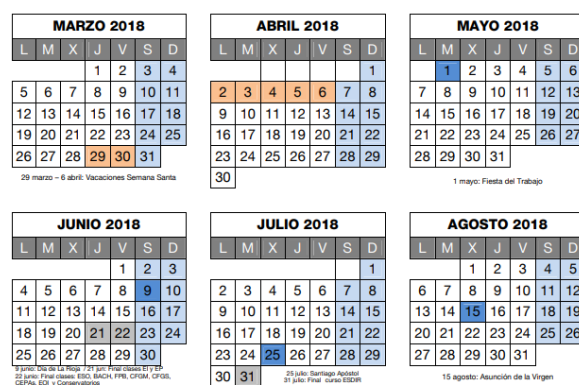 MARZO 2018
L M X J V S D
1 2 3 4
5 6 7 8 9 10 11
12 13 14 15 16 17 18
19 20 21 22 23 24 25
26 27 28 29 30 31
29 marzo – 6 abril: Vacaciones Semana Santa
ABRIL 2018
L M X J V S D
1
2 3 4 5 6 7 8
9 10 11 12 13 14 15
16 17 18 19 20 21 22
23 24 25 26 27 28 29
30
MAYO 2018
L M X J V S D
1 2 3 4 5 6
7 8 9 10 11 12 13
14 15 16 17 18 19 20
21 22 23 24 25 26 27
28 29 30 31
1 mayo: Fiesta del Trabajo
JUNIO 2018
L M X J V S D
1 2 3
4 5 6 7 8 9 10
11 12 13 14 15 16 17
18 19 20 21 22 23 24
25 26 27 28 29 30
9 junio: Día de La Rioja / 21 jun: Final clases EI y EP
22 junio: Final clases: ESO, BACH, FPB, CFGM, CFGS,
CEPAs, EOI y Conservatorios
JULIO 2018
L M X J V S D
1
2 3 4 5 6 7 8
9 10 11 12 13 14 15
16 17 18 19 20 21 22
23 24 25 26 27 28 29
30 31
25 julio: Santiago Apóstol
31 julio: Final curso ESDIR
AGOSTO 2018
L M X J V S D
1 2 3 4 5
6 7 8 9 10 11 12
13 14 15 16 17 18 19
20 21 22 23 24 25 26
27 28 29 30 31
15 agosto: Asunción de la Virgen